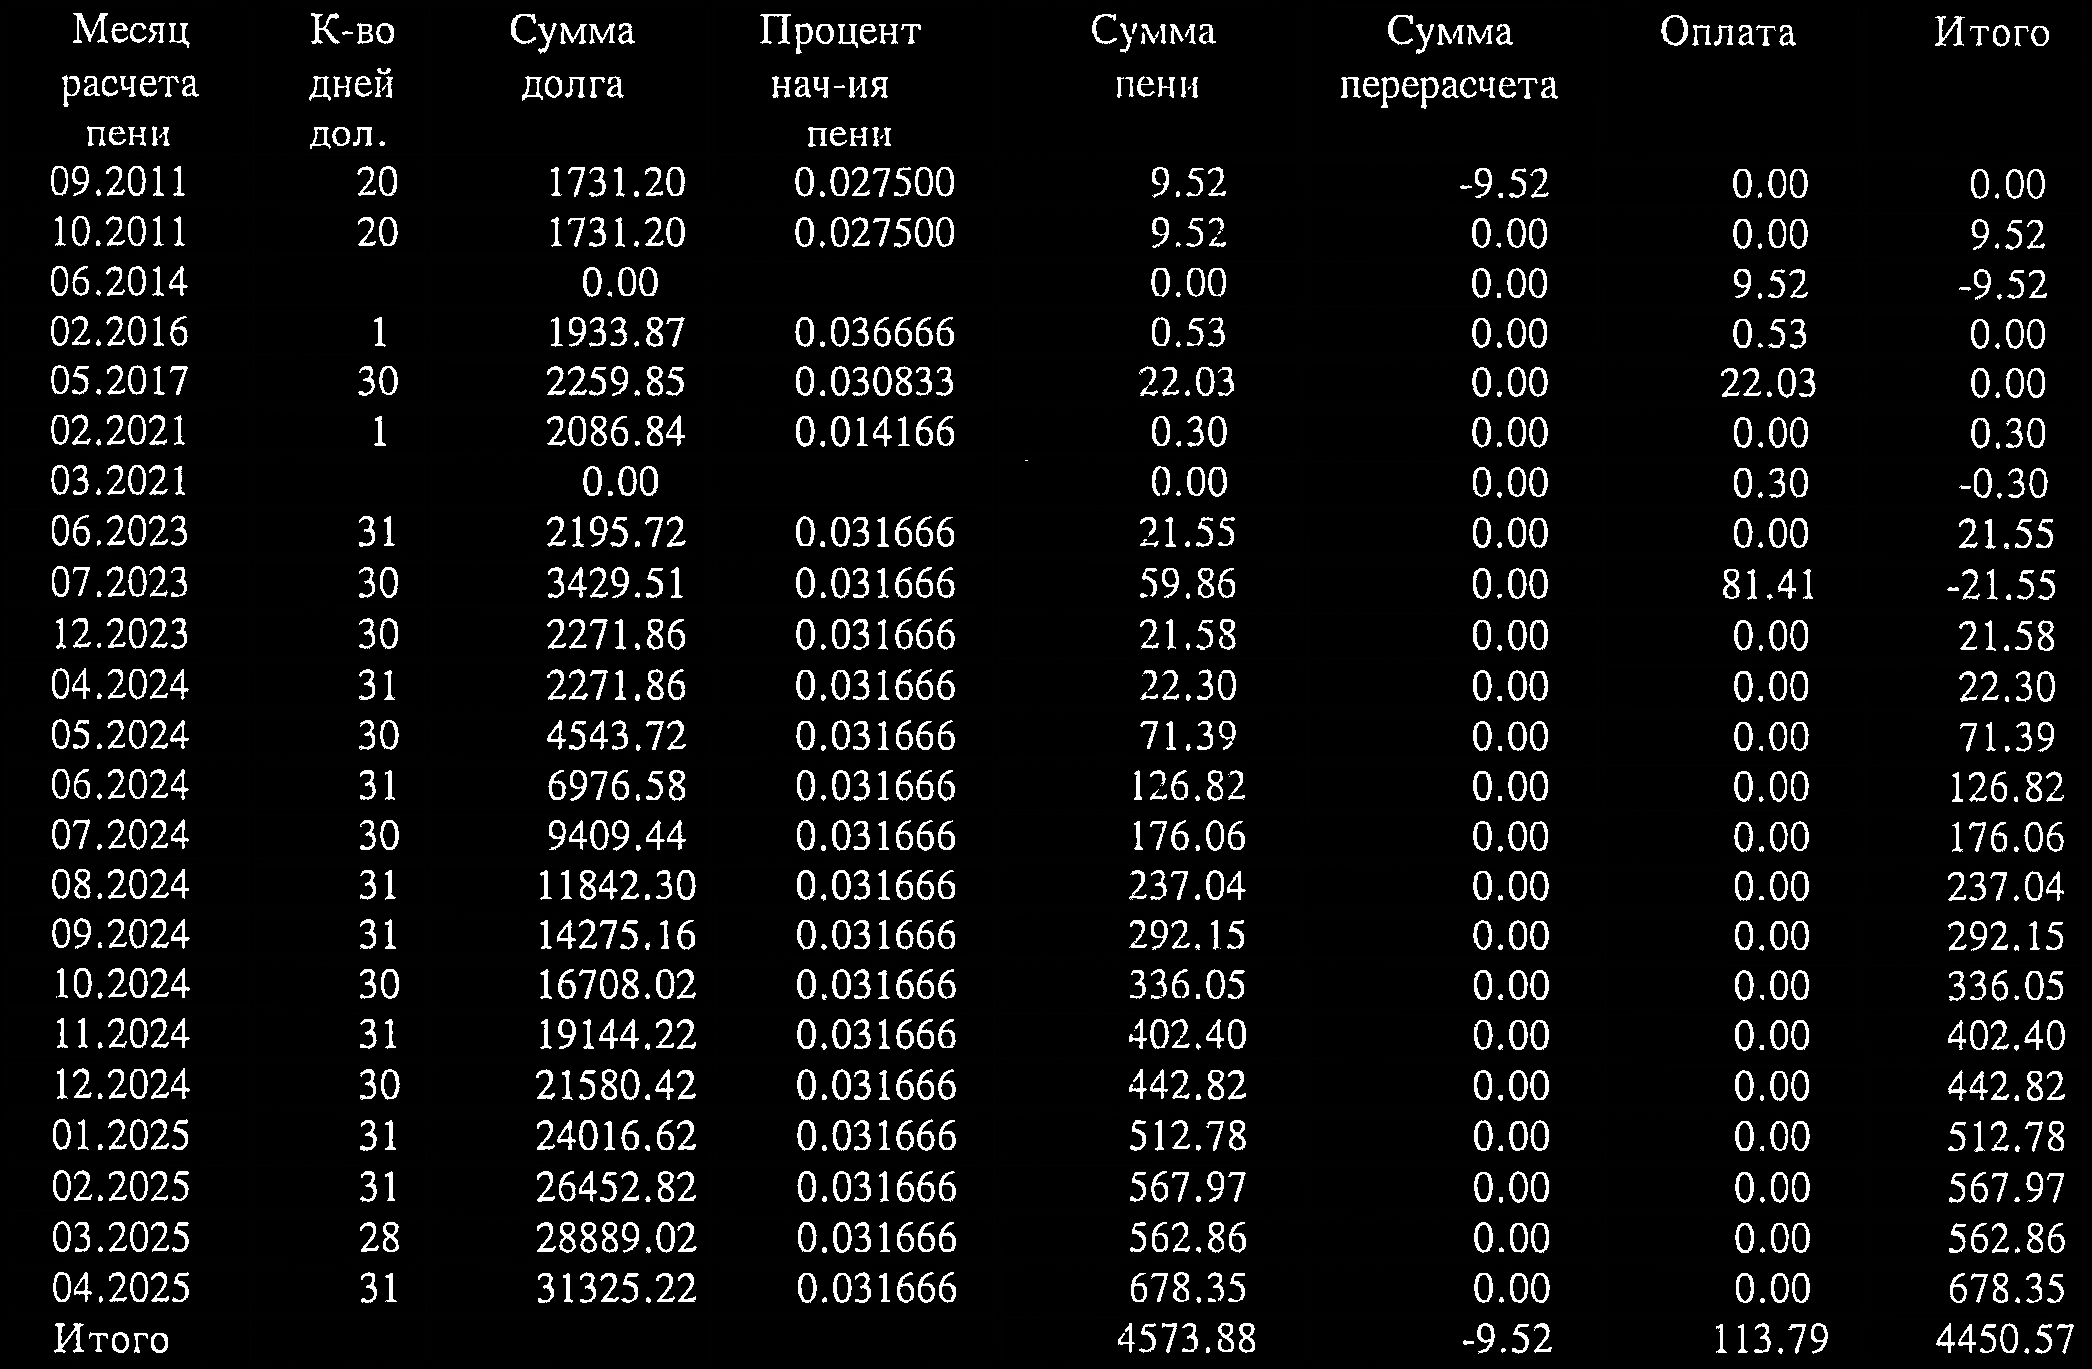 Месяц К-во Сумма Процент Сумма Сумма Оплата Итого
расчета дней долга нач-ия пени перерасчета
пени дол. пени
09.2011 20 1731.20 0.027500 9.52 -9.52 0.00 0.00
10.2011 20 1731.20 0.027500 9.52 0.00 0.00 9.52
06.2014 0.00 0.00 0.00 9.52 -9.52
02.2016 1 1933.87 0.036666 0.53 0.00 0.53 0.00
05.2017 30 2259.85 0.030833 22.03 0.00 22.03 0.00
02.2021 1 2086.84 0.014166 0.30 0.00 0.00 0.30
03.2021 0.00 0.00 0.00 0.30 -0.30
06.2023 31 2195.72 0.031666 21.55 0.00 0.00 21.55
07.2023 30 3429.51 0.031666 59.86 0.00 81.41 -21.55
12.2023 30 2271.86 0.031666 21.58 0.00 0.00 21.58
04.2024 31 2271.86 0.031666 22.30 0.00 0.00 22.30
05.2024 30 4543.72 0.031666 71.39 0.00 0.00 71.39
06.2024 31 6976.58 0.031666 126.82 0.00 0.00 126.82
07.2024 30 9409.44 0.031666 176.06 0.00 0.00 176.06
08.2024 31 11842.30 0.031666 237.04 0.00 0.00 237.04
09.2024 31 14275.16 0.031666 292.15 0.00 0.00 292.15
10.2024 30 16708.02 0.031666 336.05 0.00 0.00 336.05
11.2024 31 19144.22 0.031666 402.40 0.00 0.00 402.40
12.2024 30 21580.42 0.031666 442.82 0.00 0.00 442.82
01.2025 31 24016.62 0.031666 512.78 0.00 0.00 512.78
02.2025 31 26452.82 0.031666 567.97 0.00 0.00 567.97
03.2025 28 28889.02 0.031666 562.86 0.00 0.00 562.86
04.2025 31 31325.22 0.031666 678.35 0.00 0.00 678.35
Итого 4573.88 -9.52 113.79 4450.57